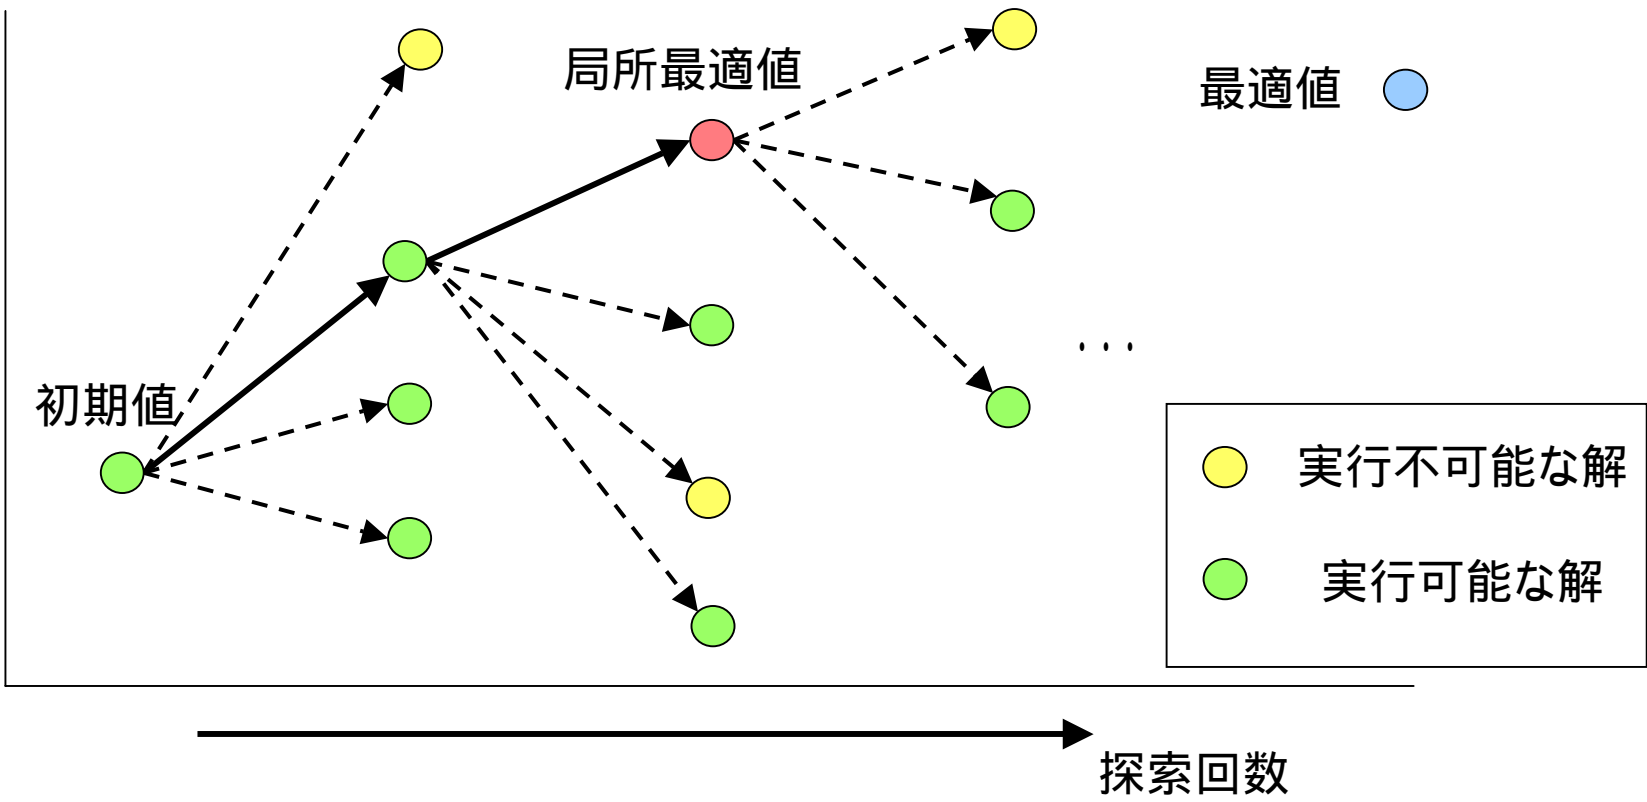 局所最適値
最適値
初期値
・・・
実行不可能な解
実行可能な解
探索回数